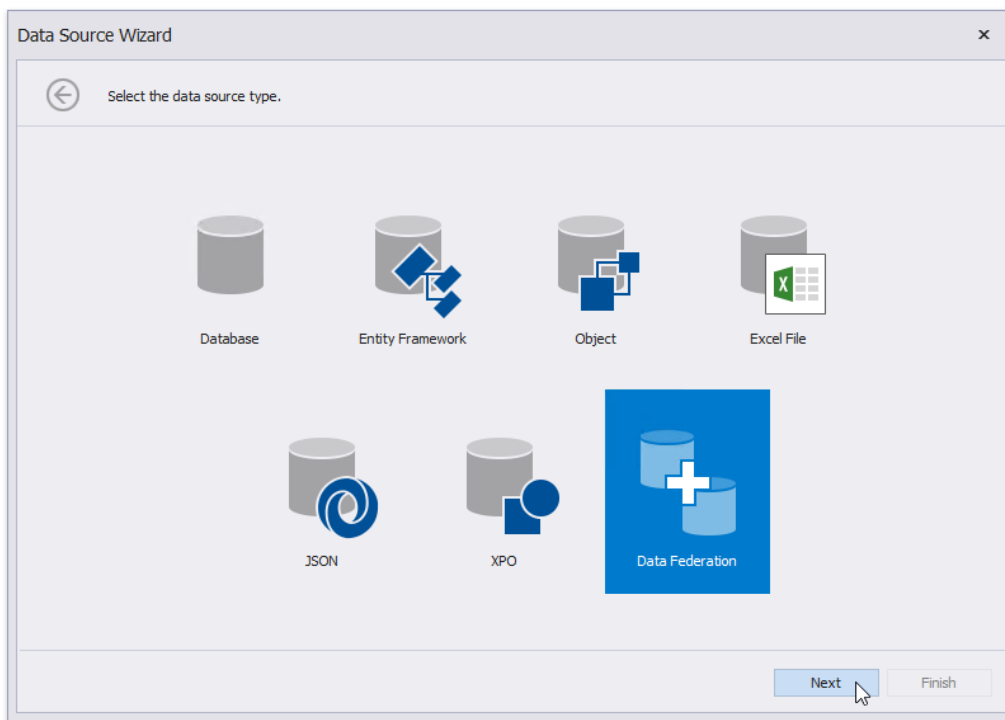 Data Source Wizard
Select the data source type.
Database
Entity Framework
Object
X
Excel File
JSON
XPO
Data Federation
Next
Finish